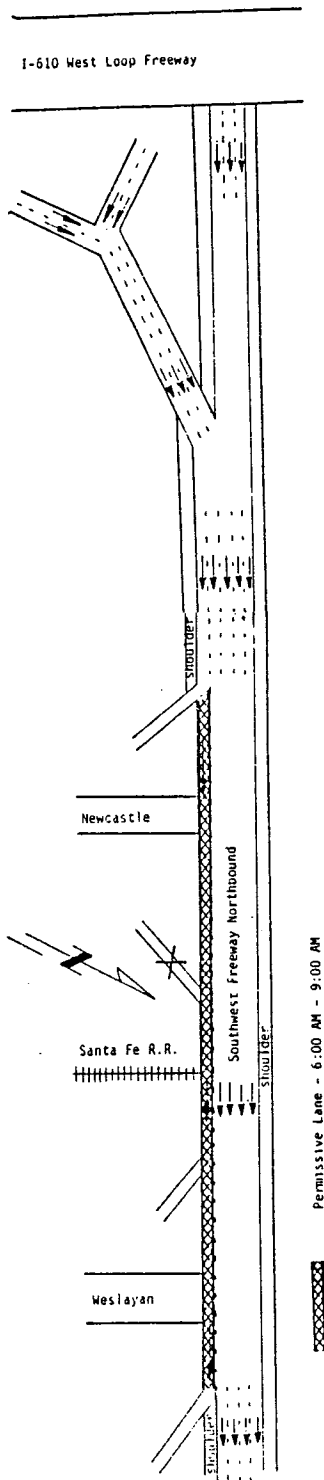 I-610 West Loop Freeway
shoulder
Newcastle
Southwest Freeway Northbound
Santa Fe R.R.
shoulder
Weslayan
shoulder
Permissive Lane - 6:00 AM - 9:00 AM